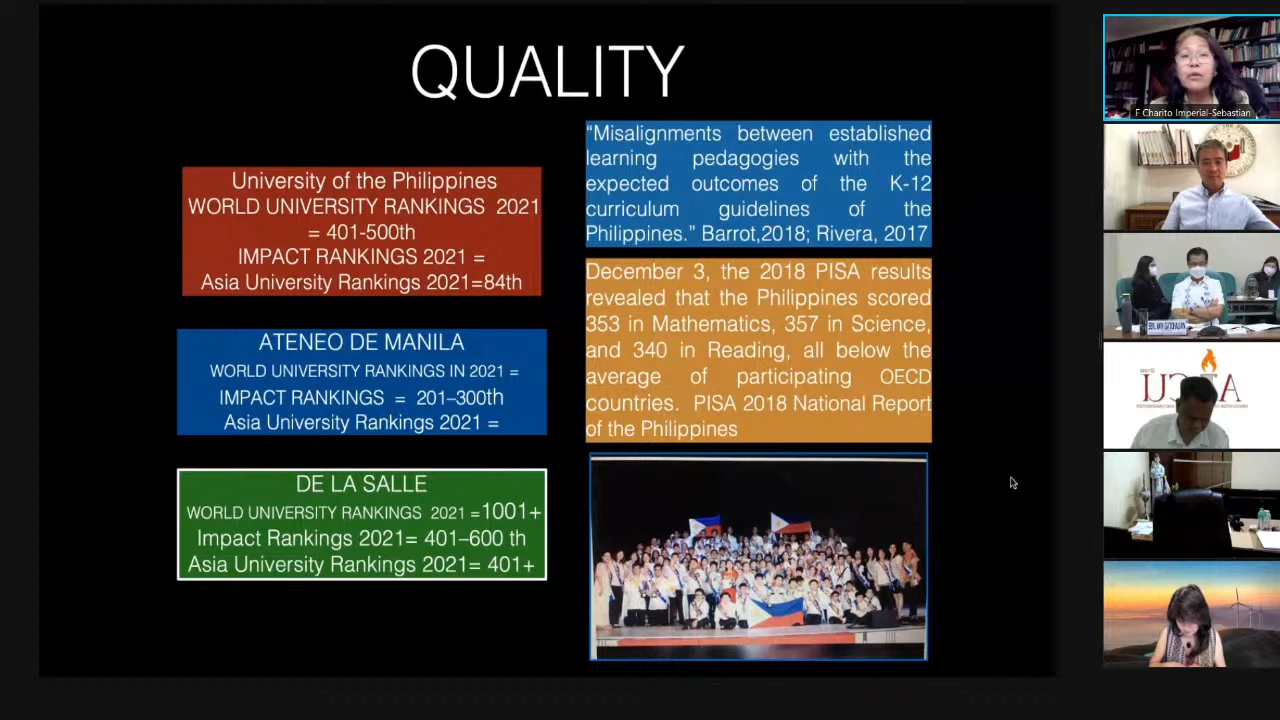 QUALITY
University of the Philippines
WORLD UNIVERSITY RANKINGS 2021
= 401-500th
IMPACT RANKINGS 2021 =
Asia University Rankings 2021=84th
ATENEO DE MANILA
WORLD UNIVERSITY RANKINGS IN 2021 =
IMPACT RANKINGS = 201–300th
Asia University Rankings 2021 =
DE LA SALLE
WORLD UNIVERSITY RANKINGS 2021 =1001+
Impact Rankings 2021= 401–600 th
Asia University Rankings 2021= 401+
“Misalignments between established
learning pedagogies with the
expected outcomes of the K-12
curriculum guidelines of the
Philippines.” Barrot,2018; Rivera, 2017
December 3, the 2018 PISA results
revealed that the Philippines scored
353 in Mathematics, 357 in Science,
and 340 in Reading, all below the
average of participating OECD
countries. PISA 2018 National Report
of the Philippines
F Charito Imperial-Sebastian
SEN. WIN GATCHALIAN